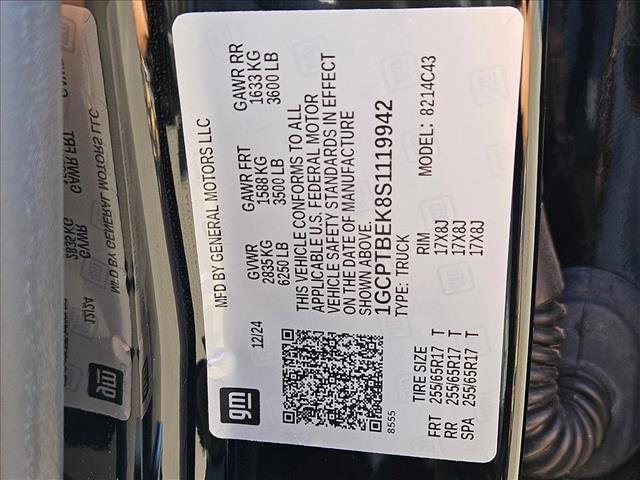 gm
MFD BY GENERAL MOTORS LLC
12/24
GVWR GAWR FRT GAWR RR
2835 KG 1588 KG 1633 KG
6250 LB 3500 LB 3600 LB
THIS VEHICLE CONFORMS TO ALL
APPLICABLE U.S. FEDERAL MOTOR
VEHICLE SAFETY STANDARDS IN EFFECT
ON THE DATE OF MANUFACTURE
SHOWN ABOVE.
1GCPTBEK8S1119942
TYPE: TRUCK MODEL: 8214C43
8555
TIRE SIZE RIM
FRT 255/65R17 T 17X8J
RR 255/65R17 T 17X8J
SPA 255/65R17 T 17X8J